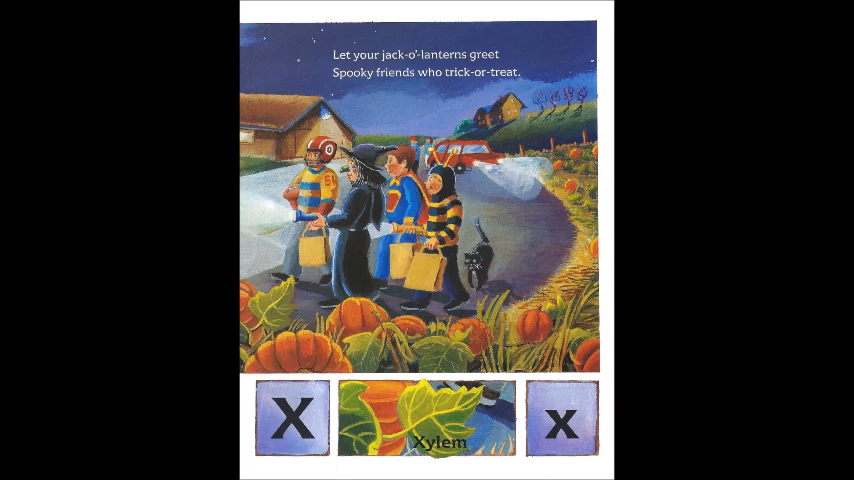 Let your jack-o'-lanterns greet
Spooky friends who trick-or-treat.
X
Xylem
x